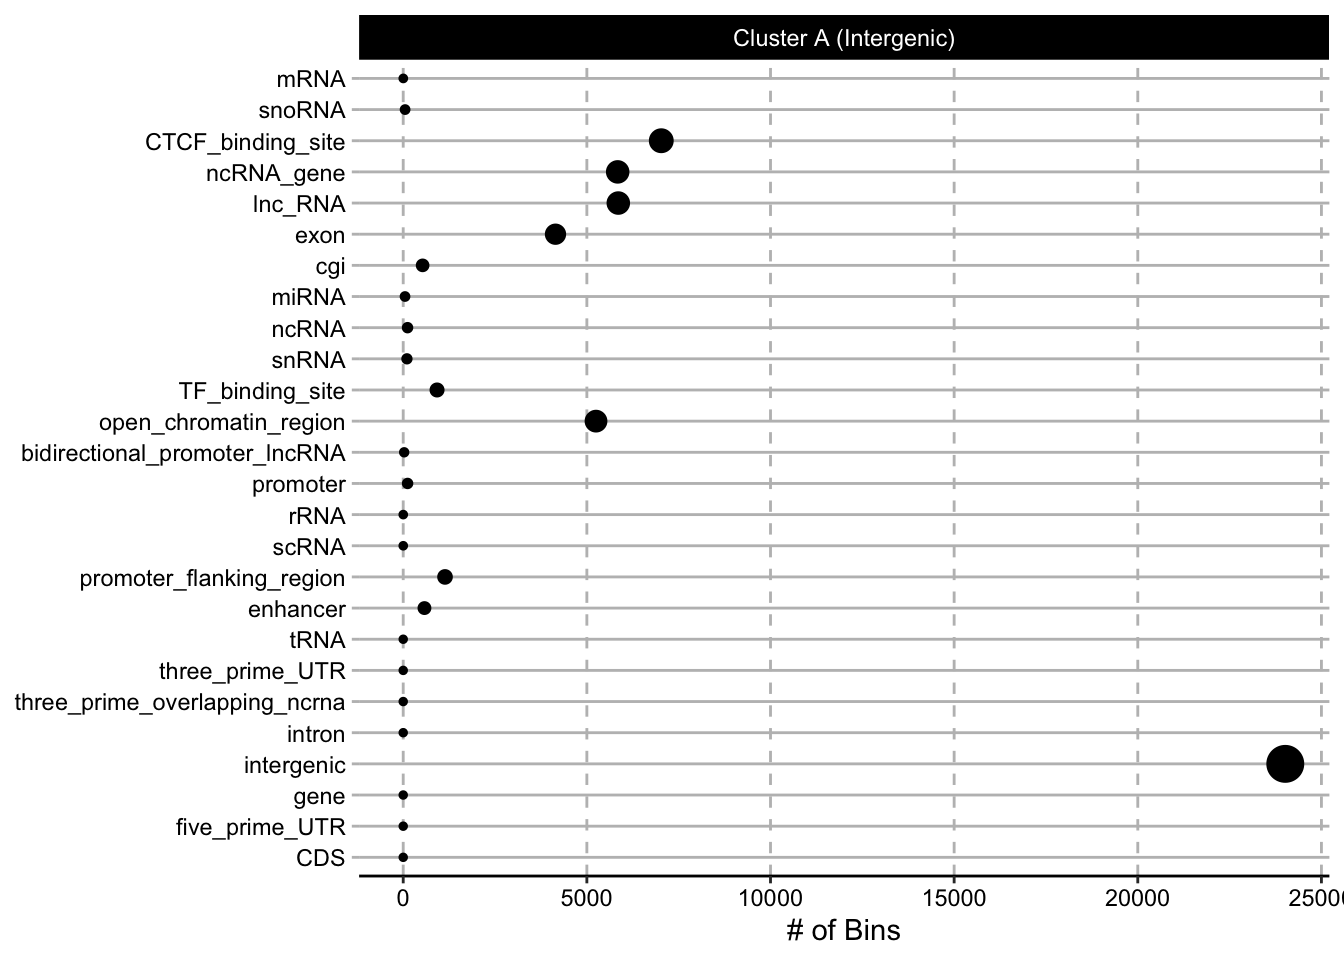 Cluster A (Intergenic)
mRNA
snoRNA
CTCF_binding_site
ncRNA_gene
lnc_RNA
exon
cgi
miRNA
ncRNA
snRNA
TF_binding_site
open_chromatin_region
bidirectional_promoter_lncRNA
promoter
rRNA
scRNA
promoter_flanking_region
enhancer
tRNA
three_prime_UTR
three_prime_overlapping_ncrna
intron
intergenic
gene
five_prime_UTR
CDS
0 5000 10000 15000 20000 25000
# of Bins